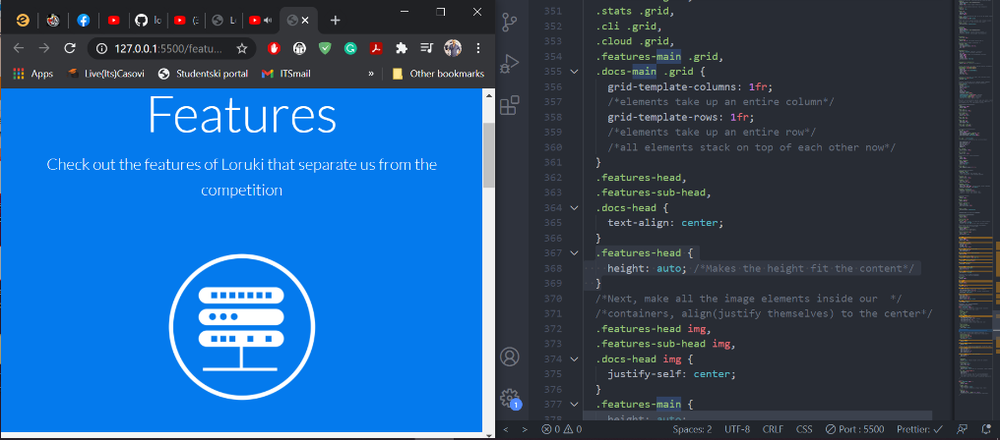 (3
L
127.0.0.1:5500/featu...
Apps
Live(Its)Casovi
Studentski portal
ITSmail
»
Other bookmarks
Features
Check out the features of Loruki that separate us from the
competition
351 .stats .grid,
352 .cli .grid,
353 .cloud .grid,
354 .features-main .grid,
355 .docs-main .grid {
356 grid-template-columns: 1fr;
357 /*elements take up an entire column*/
358 grid-template-rows: 1fr;
359 /*elements take up an entire row*/
360 /*all elements stack on top of each other now*/
361 }
362 .features-head,
363 .features-sub-head,
364 .docs-head {
365 text-align: center;
366 }
367 .features-head {
368 height: auto; /*Makes the height fit the content*/
369 }
370 /*Next, make all the image elements inside our */
371 /*containers, align(justify themselves) to the center*/
372 .features-head img,
373 .features-sub-head img,
374 .docs-head img {
375 justify-self: center;
376 }
377 .features-main {
378 height: auto;
1
0 0
Spaces: 2
UTF-8
CRLF
CSS
Port : 5500
Prettier: